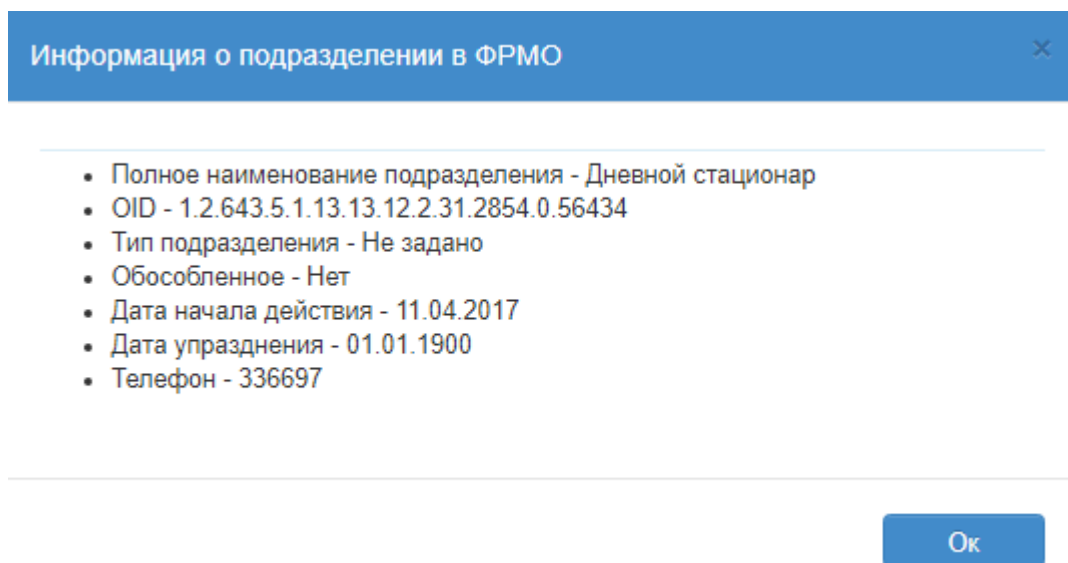 Информация о подразделении в ФРМО
×
• Полное наименование подразделения - Дневной стационар
• OID - 1.2.643.5.1.13.13.12.2.31.2854.0.56434
• Тип подразделения - Не задано
• Обособленное - Нет
• Дата начала действия - 11.04.2017
• Дата упразднения - 01.01.1900
• Телефон - 336697
Ок